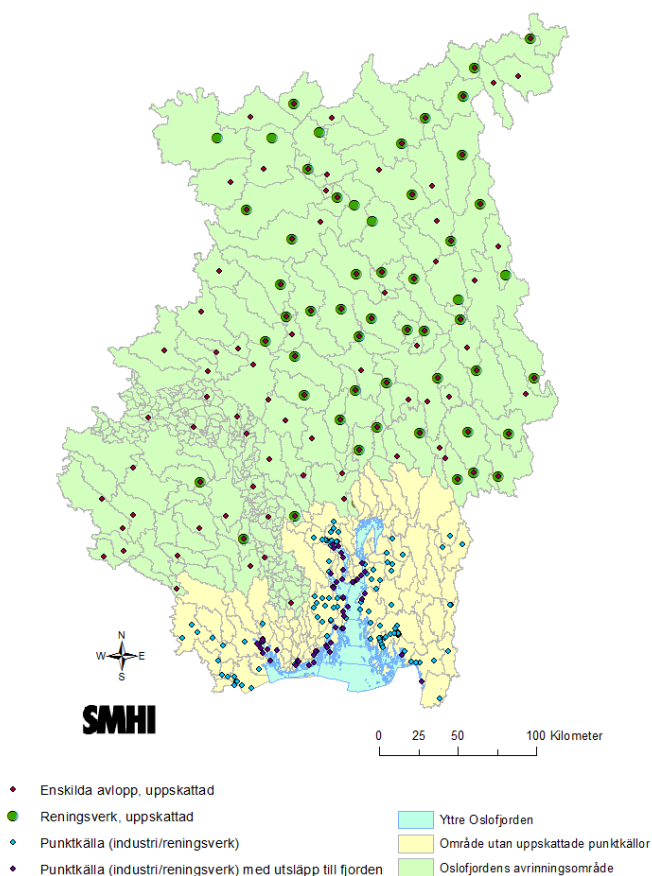 N
W E
S
SMHI
0 25 50 100 Kilometer
Enskilda avlopp, uppskattad
Reningsverk, uppskattad
Punktkälla (industri/reningsverk)
Punktkälla (industri/reningsverk) med utsläpp till fjorden
Yttre Oslofjorden
Område utan uppskattade punktkällor
Oslofjordens avrinningsområde